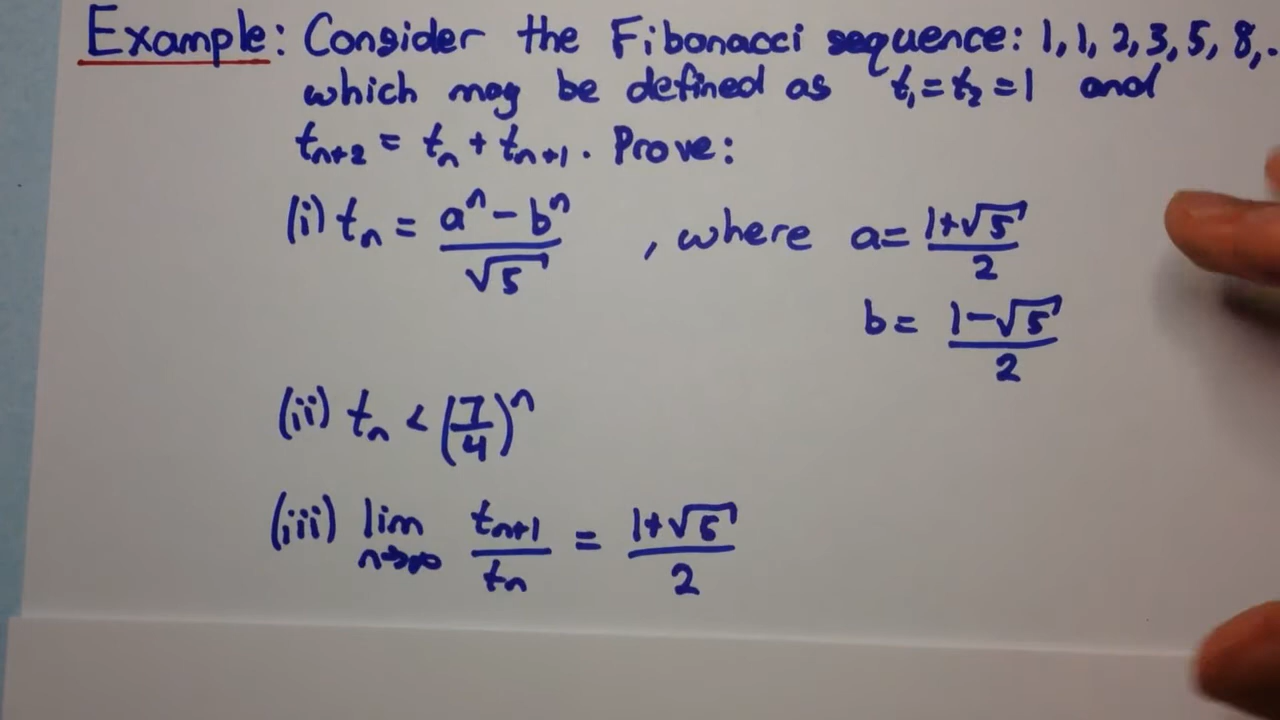 Example: Consider the Fibonacci sequence: 1, 1, 2, 3, 5, 8, .
which may be defined as t₁ = t₂ = 1 and
tₙ₊₂ = tₙ + tₙ₊₁. Prove:
(i) tₙ = (aⁿ - bⁿ)/√5 , where a = (1+√5)/2
b = (1-√5)/2
(ii) tₙ < (7/4)ⁿ
(iii) lim n→∞ tₙ₊₁/tₙ = (1+√5)/2